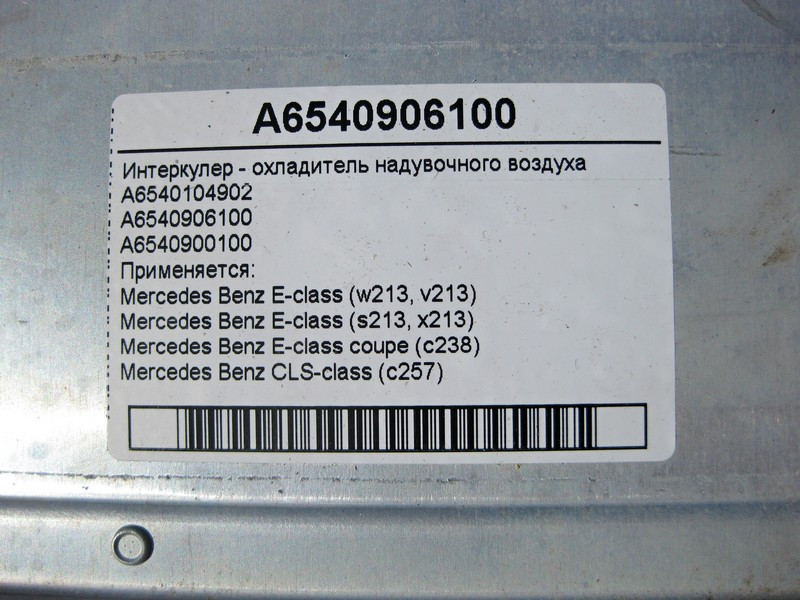 A6540906100
Интеркулер - охладитель надувочного воздуха
A6540104902
A6540906100
A6540900100
Применяется:
Mercedes Benz E-class (w213, v213)
Mercedes Benz E-class (s213, x213)
Mercedes Benz E-class coupe (c238)
Mercedes Benz CLS-class (c257)